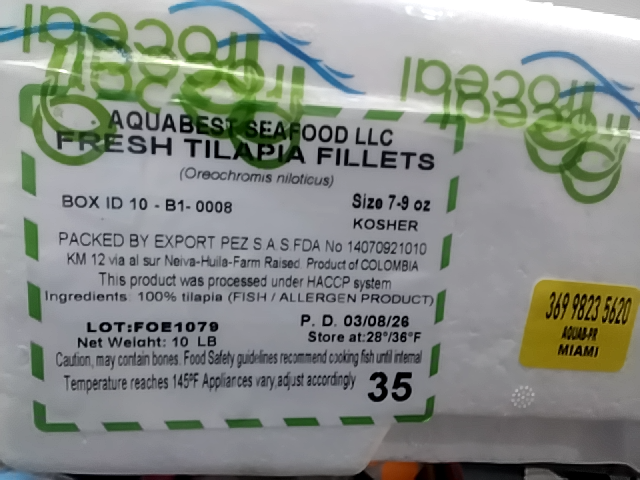 AQUABEST SEAFOOD LLC
FRESH TILAPIA FILLETS
(Oreochromis niloticus)
BOX ID 10 - B1- 0008
Size 7-9 oz
KOSHER
PACKED BY EXPORT PEZ S A.S FDA No 14070921010
KM 12 via al sur Neiva-Huila-Farm Raised. Product of COLOMBIA
This product was processed under HACCP system
Ingredients: 100% tilapia (FISH / ALLERGEN PRODUCT)
LOT:FOE1079
P. D. 03/08/26
Net Weight: 10 LB
Store at:28°/36°F
Caution, may contain bones. Food Safety guidelines recommend cooking fish until internal
Temperature reaches 145ºF Appliances vary,adjust accordingly
35
369 9823 5620
AQUAB-PR
MIAMI